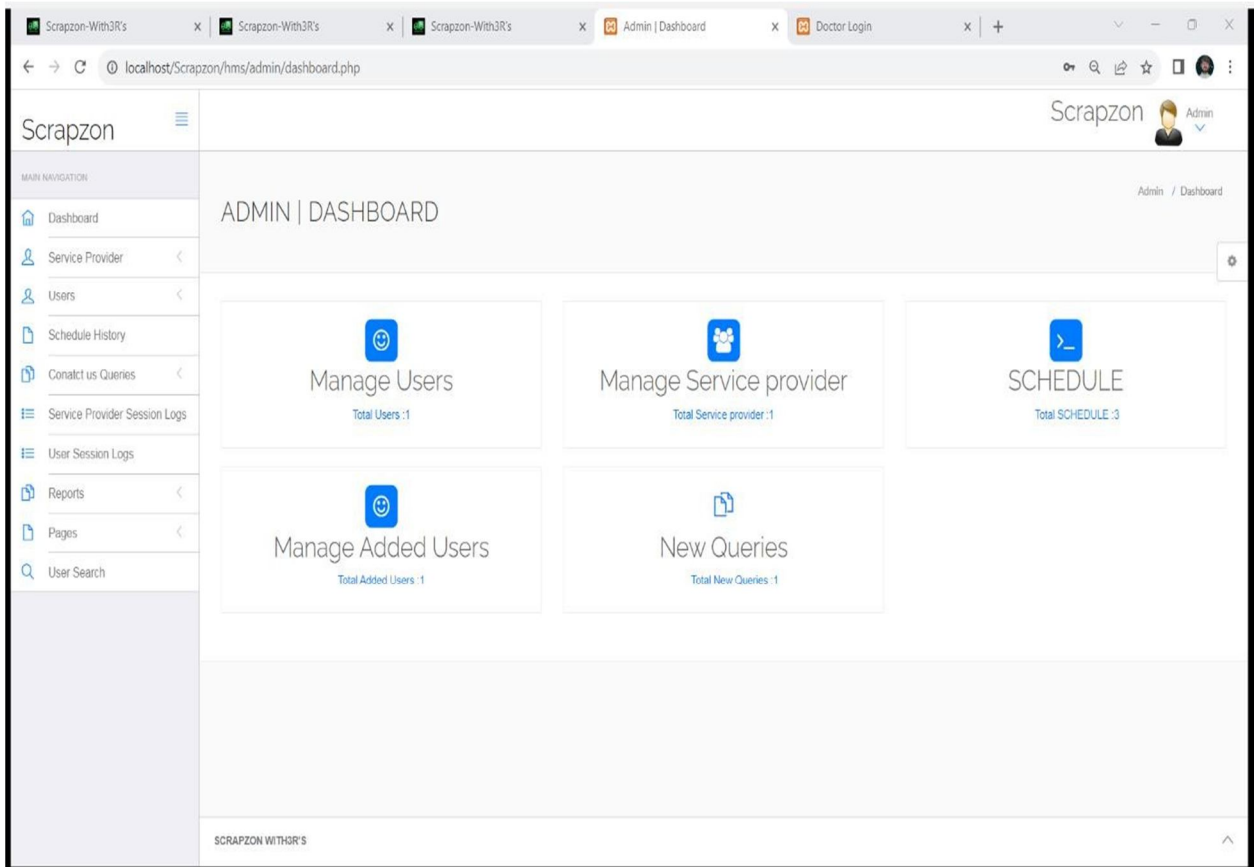 Scrapzon-With3R's
Scrapzon-With3R's
Scrapzon-With3R's
Admin | Dashboard
Doctor Login
localhost/Scrapzon/hms/admin/dashboard.php
Scrapzon
Scrapzon
Admin
MAIN NAVIGATION
Dashboard
Service Provider
Users
Schedule History
Conatct us Queries
Service Provider Session Logs
User Session Logs
Reports
Pages
User Search
ADMIN | DASHBOARD
Admin / Dashboard
Manage Users
Total Users :1
Manage Service provider
Total Service provider :1
SCHEDULE
Total SCHEDULE :3
Manage Added Users
Total Added Users :1
New Queries
Total New Queries :1
SCRAPZON WITH3R'S